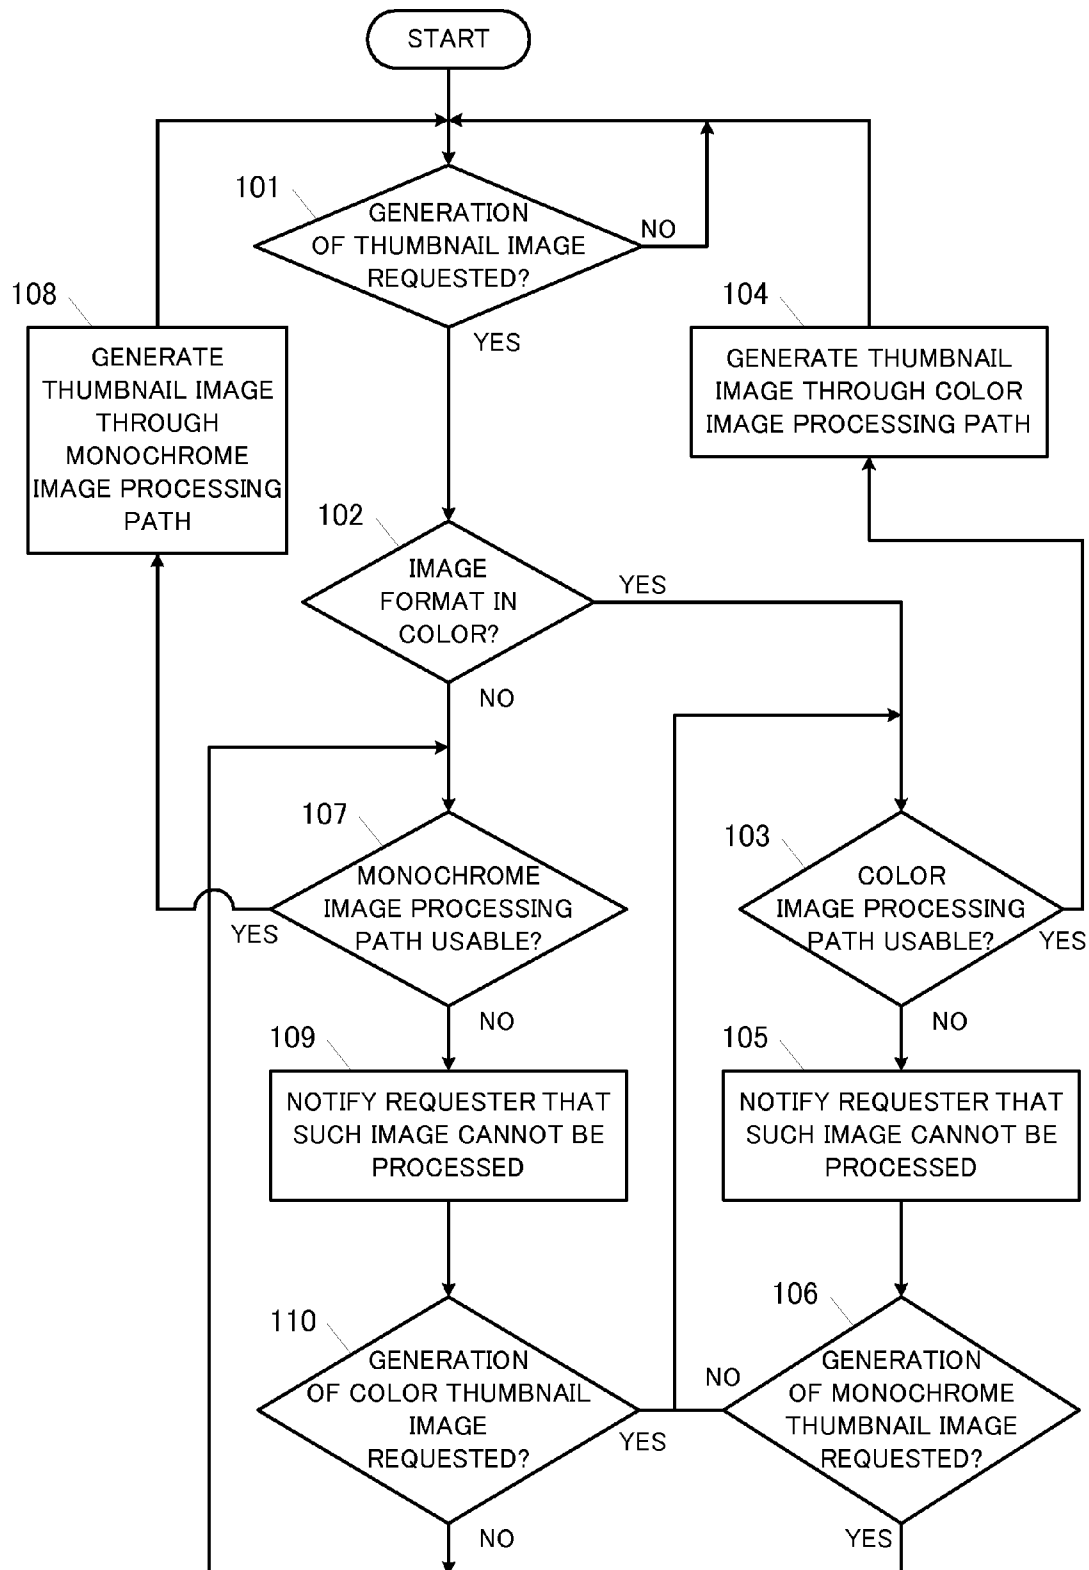 START
101
GENERATION
OF THUMBNAIL IMAGE
REQUESTED?
NO
YES
108
GENERATE
THUMBNAIL IMAGE
THROUGH
MONOCHROME
IMAGE PROCESSING
PATH
104
GENERATE THUMBNAIL
IMAGE THROUGH COLOR
IMAGE PROCESSING PATH
102
IMAGE
FORMAT IN
COLOR?
YES
NO
107
MONOCHROME
IMAGE PROCESSING
PATH USABLE?
YES
NO
103
COLOR
IMAGE PROCESSING
PATH USABLE?
YES
NO
109
NOTIFY REQUESTER THAT
SUCH IMAGE CANNOT BE
PROCESSED
105
NOTIFY REQUESTER THAT
SUCH IMAGE CANNOT BE
PROCESSED
110
GENERATION
OF COLOR THUMBNAIL
IMAGE
REQUESTED?
YES
NO
106
GENERATION
OF MONOCHROME
THUMBNAIL IMAGE
REQUESTED?
NO
YES